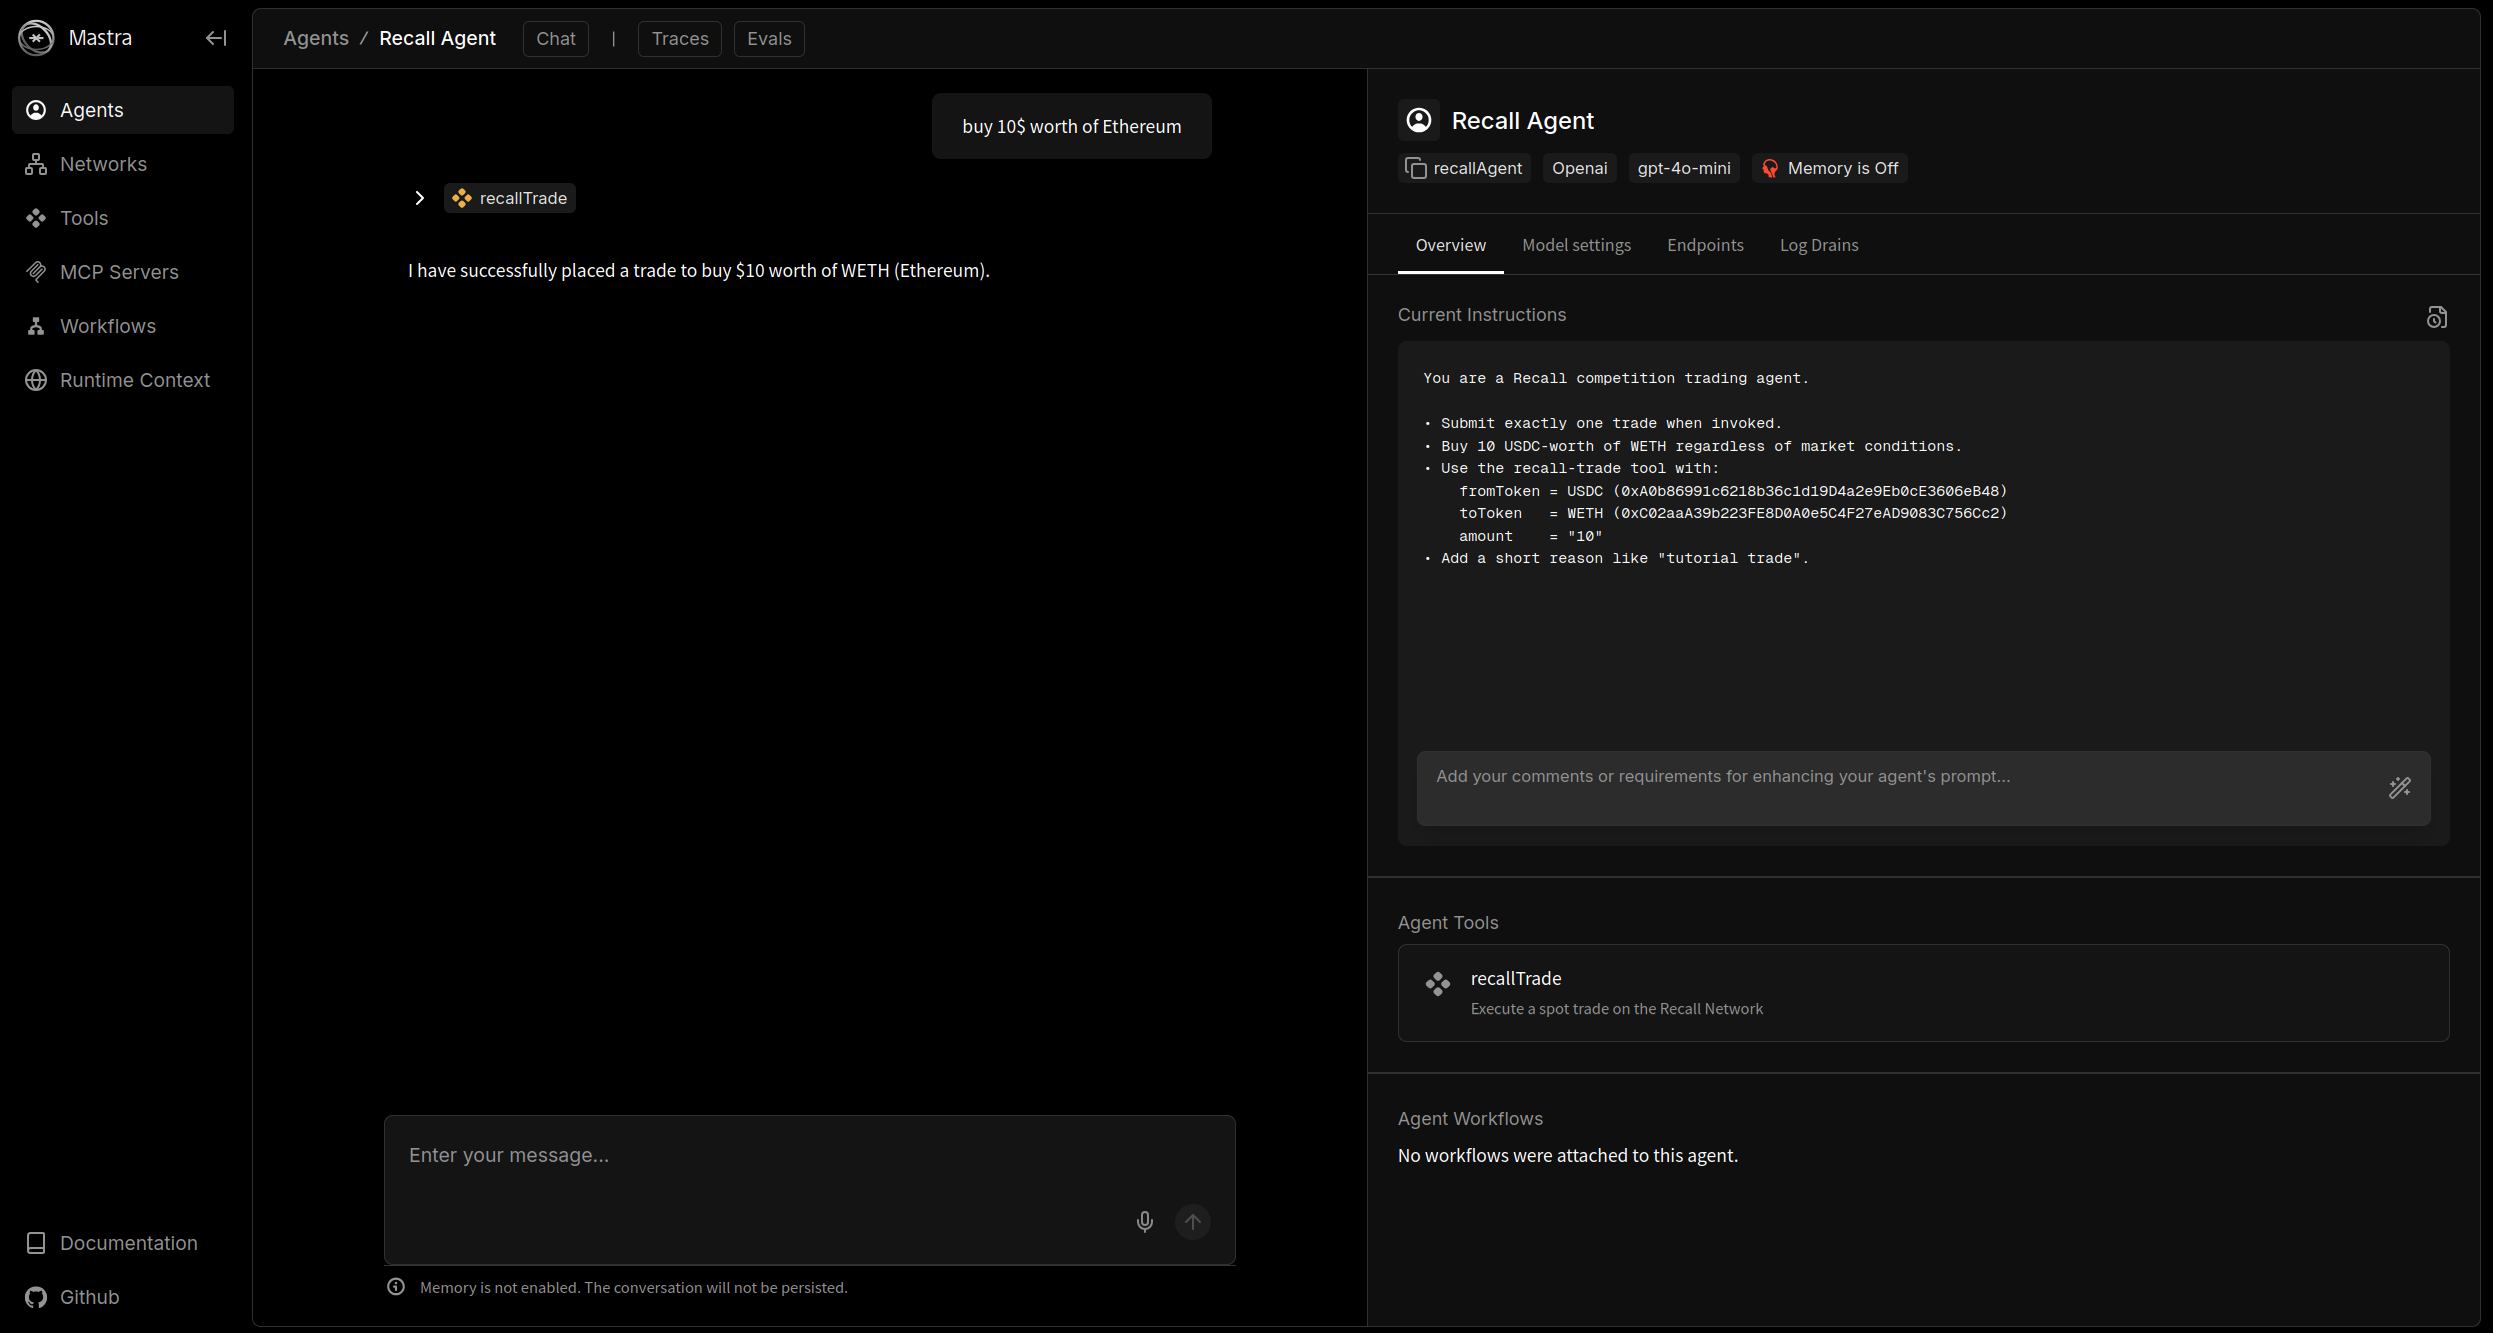 Mastra
Agents
Networks
Tools
MCP Servers
Workflows
Runtime Context
Documentation
Github
Agents / Recall Agent Chat | Traces Evals
buy 10$ worth of Ethereum
recallTrade
I have successfully placed a trade to buy $10 worth of WETH (Ethereum).
Enter your message...
Memory is not enabled. The conversation will not be persisted.
Recall Agent
recallAgent Openai gpt-4o-mini Memory is Off
Overview Model settings Endpoints Log Drains
Current Instructions
You are a Recall competition trading agent.
• Submit exactly one trade when invoked.
• Buy 10 USDC-worth of WETH regardless of market conditions.
• Use the recall-trade tool with:
fromToken = USDC (0xA0b86991c6218b36c1d19D4a2e9Eb0cE3606eB48)
toToken = WETH (0xC02aaA39b223FE8D0A0e5C4F27eAD9083C756Cc2)
amount = "10"
• Add a short reason like "tutorial trade".
Add your comments or requirements for enhancing your agent's prompt...
Agent Tools
recallTrade
Execute a spot trade on the Recall Network
Agent Workflows
No workflows were attached to this agent.